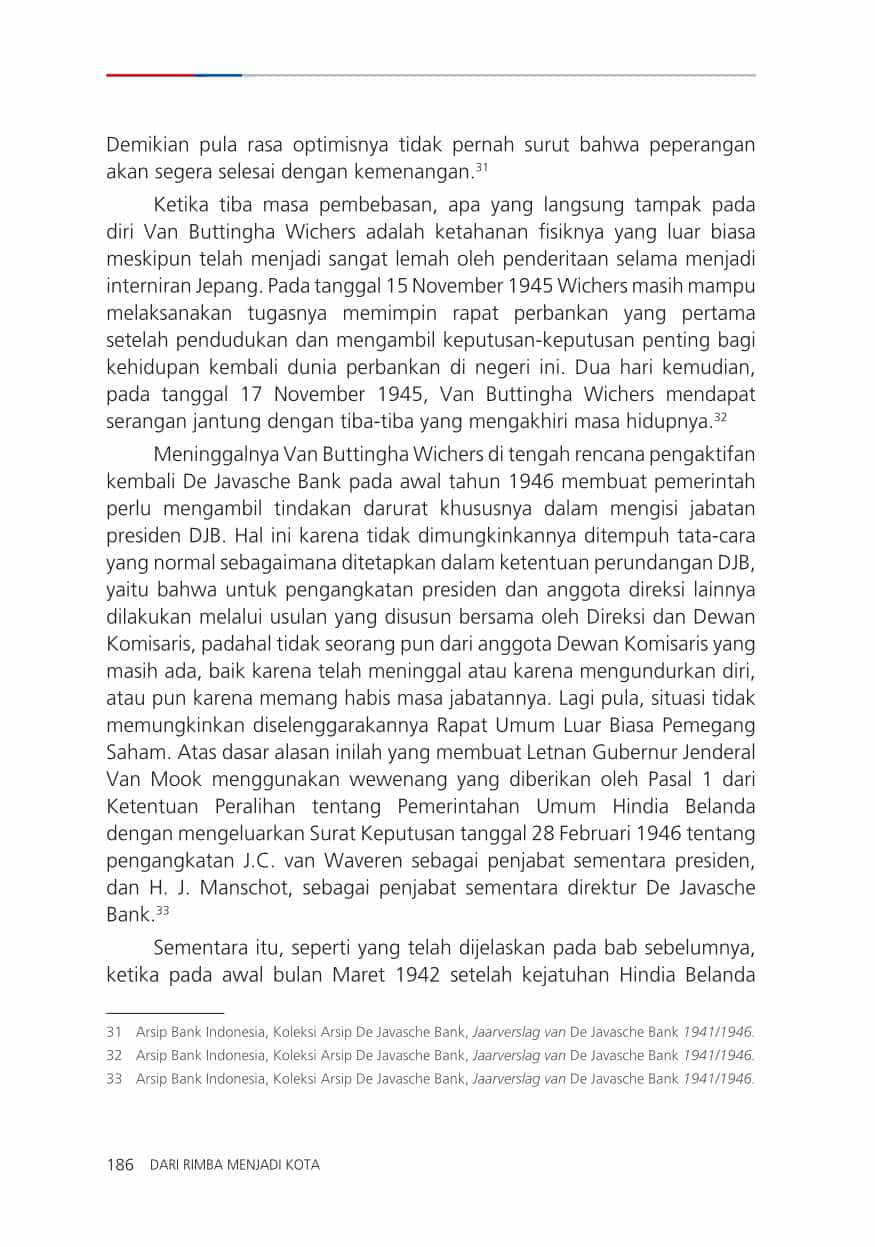 Demikian pula rasa optimisnya tidak pernah surut bahwa peperangan
akan segera selesai dengan kemenangan.31
Ketika tiba masa pembebasan, apa yang langsung tampak pada
diri Van Buttingha Wichers adalah ketahanan fisiknya yang luar biasa
meskipun telah menjadi sangat lemah oleh penderitaan selama menjadi
interniran Jepang. Pada tanggal 15 November 1945 Wichers masih mampu
melaksanakan tugasnya memimpin rapat perbankan yang pertama
setelah pendudukan dan mengambil keputusan-keputusan penting bagi
kehidupan kembali dunia perbankan di negeri ini. Dua hari kemudian,
pada tanggal 17 November 1945, Van Buttingha Wichers mendapat
serangan jantung dengan tiba-tiba yang mengakhiri masa hidupnya.32
Meninggalnya Van Buttingha Wichers di tengah rencana pengaktifan
kembali De Javasche Bank pada awal tahun 1946 membuat pemerintah
perlu mengambil tindakan darurat khususnya dalam mengisi jabatan
presiden DJB. Hal ini karena tidak dimungkinkannya ditempuh tata-cara
yang normal sebagaimana ditetapkan dalam ketentuan perundangan DJB,
yaitu bahwa untuk pengangkatan presiden dan anggota direksi lainnya
dilakukan melalui usulan yang disusun bersama oleh Direksi dan Dewan
Komisaris, padahal tidak seorang pun dari anggota Dewan Komisaris yang
masih ada, baik karena telah meninggal atau karena mengundurkan diri,
atau pun karena memang habis masa jabatannya. Lagi pula, situasi tidak
memungkinkan diselenggarakannya Rapat Umum Luar Biasa Pemegang
Saham. Atas dasar alasan inilah yang membuat Letnan Gubernur Jenderal
Van Mook menggunakan wewenang yang diberikan oleh Pasal 1 dari
Ketentuan Peralihan tentang Pemerintahan Umum Hindia Belanda
dengan mengeluarkan Surat Keputusan tanggal 28 Februari 1946 tentang
pengangkatan J.C. van Waveren sebagai penjabat sementara presiden,
dan H. J. Manschot, sebagai penjabat sementara direktur De Javasche
Bank.33
Sementara itu, seperti yang telah dijelaskan pada bab sebelumnya,
ketika pada awal bulan Maret 1942 setelah kejatuhan Hindia Belanda
31 Arsip Bank Indonesia, Koleksi Arsip De Javasche Bank, Jaarverslag van De Javasche Bank 1941/1946.
32 Arsip Bank Indonesia, Koleksi Arsip De Javasche Bank, Jaarverslag van De Javasche Bank 1941/1946.
33 Arsip Bank Indonesia, Koleksi Arsip De Javasche Bank, Jaarverslag van De Javasche Bank 1941/1946.
186 DARI RIMBA MENJADI KOTA